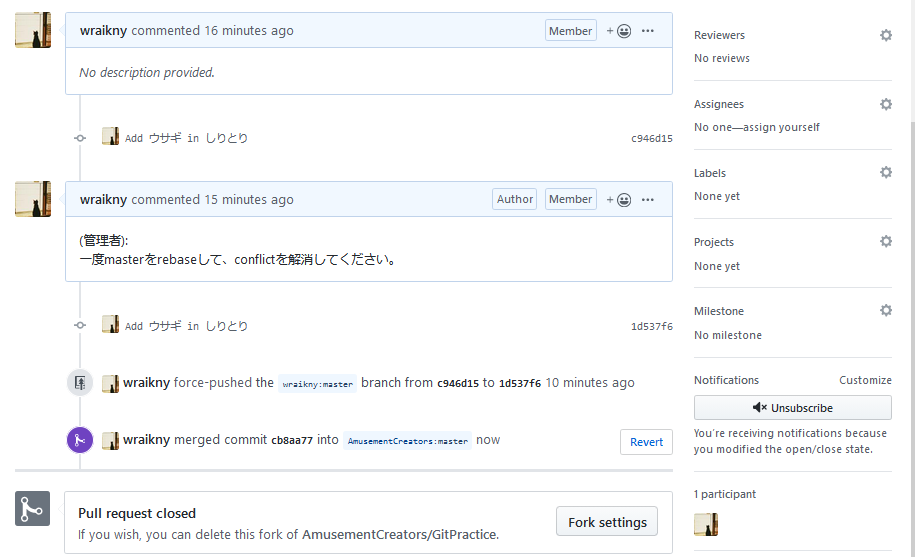 wraikny commented 16 minutes ago
Member
No description provided.
Add ウサギ in しりとり
c946d15
wraikny commented 15 minutes ago
Author
Member
(管理者):
一度masterをrebaseして、conflictを解消してください。
Add ウサギ in しりとり
1d537f6
wraikny force-pushed the wraikny:master branch from c946d15 to 1d537f6 10 minutes ago
wraikny merged commit cb8aa77 into AmusementCreators:master now
Revert
Pull request closed
If you wish, you can delete this fork of AmusementCreators/GitPractice.
Fork settings
Reviewers
No reviews
Assignees
No one—assign yourself
Labels
None yet
Projects
None yet
Milestone
No milestone
Notifications
Customize
Unsubscribe
You're receiving notifications because
you modified the open/close state.
1 participant